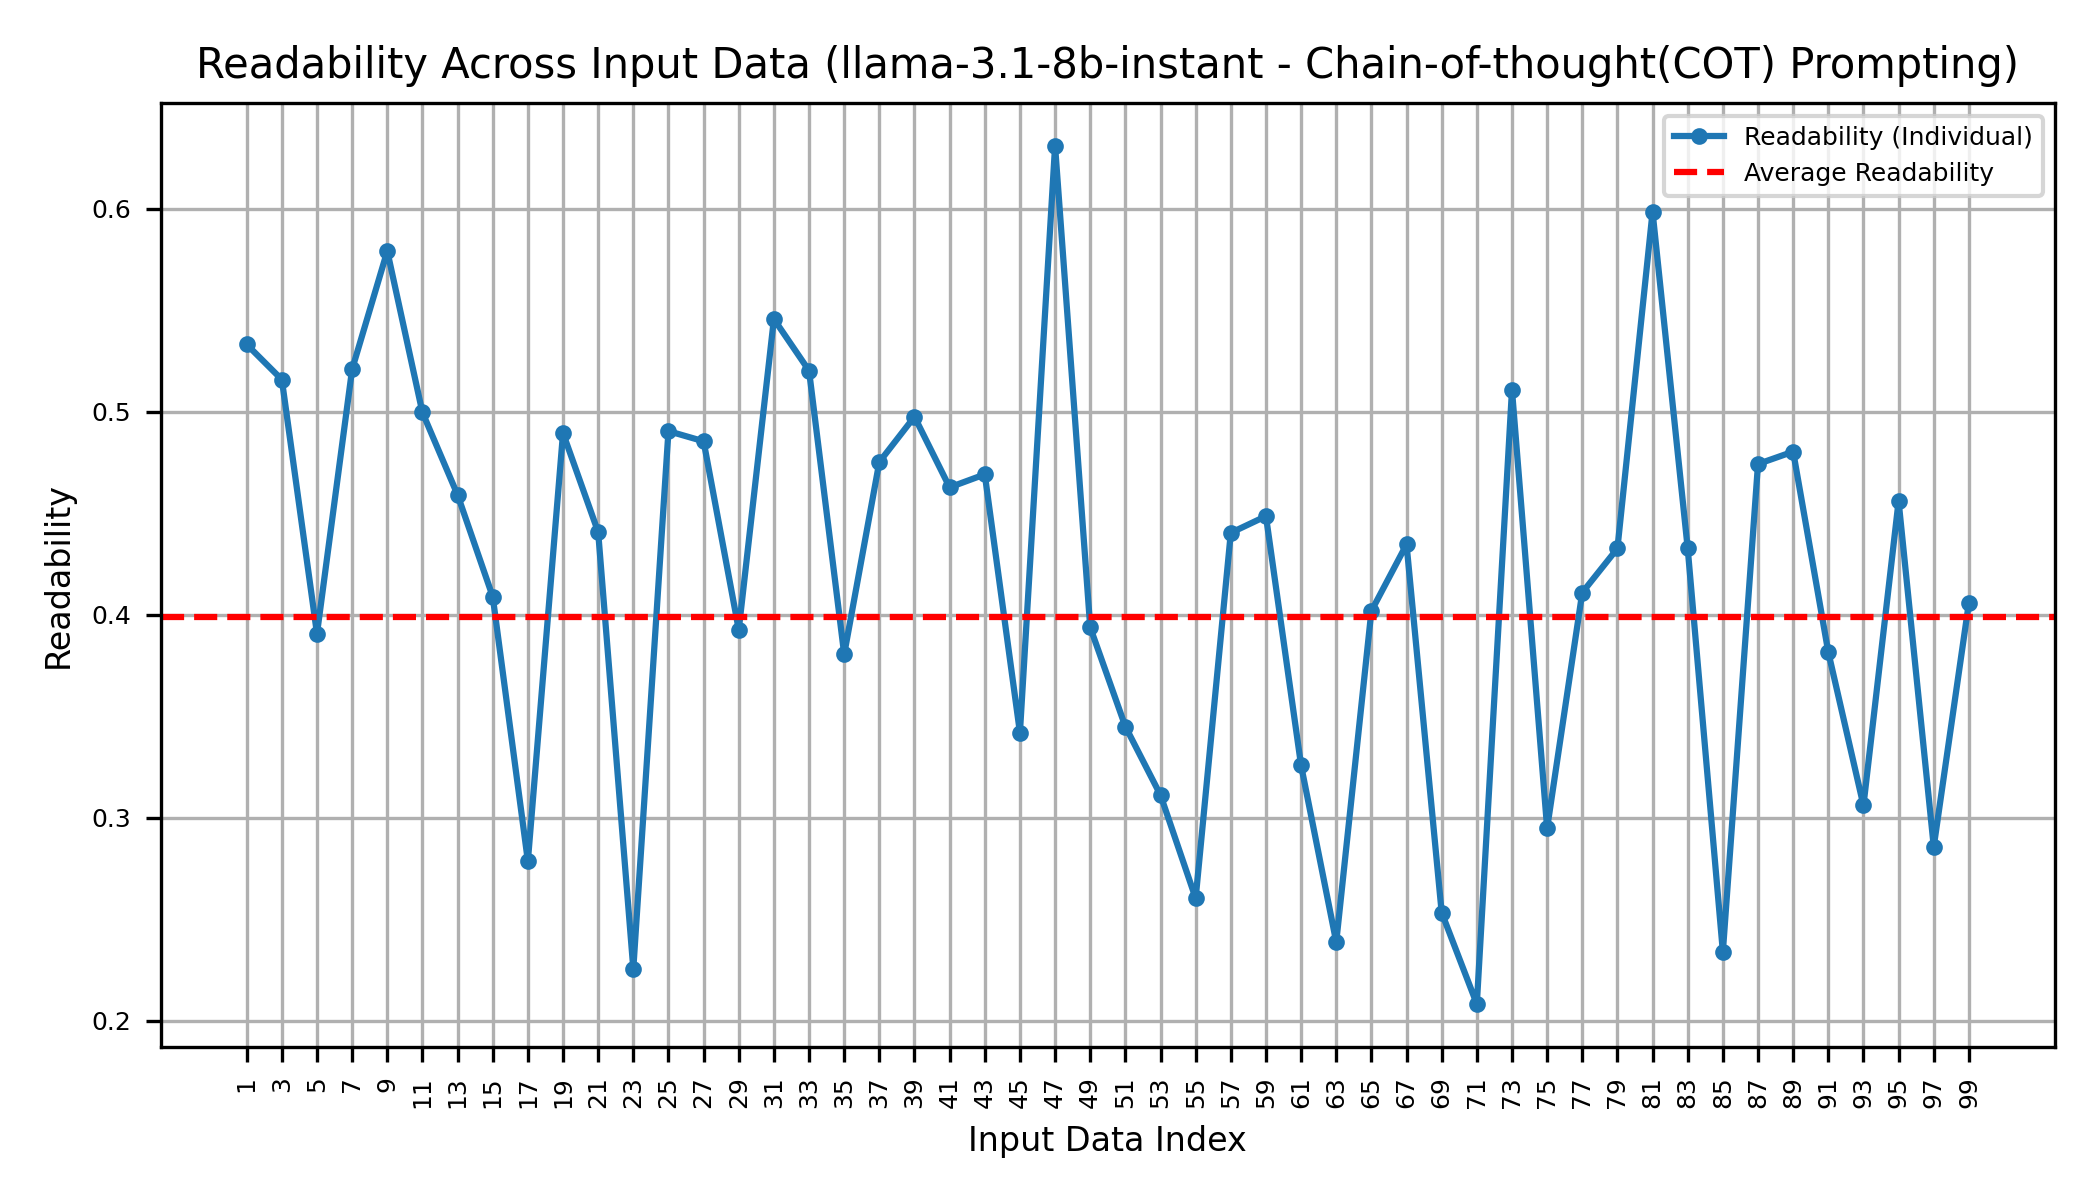 Readability Across Input Data (llama-3.1-8b-instant - Chain-of-thought(COT) Prompting)
Readability (Individual)
Average Readability
0.6
0.5
0.4
0.3
0.2
Readability
1 3 5 7 9 11 13 15 17 19 21 23 25 27 29 31 33 35 37 39 41 43 45 47 49 51 53 55 57 59 61 63 65 67 69 71 73 75 77 79 81 83 85 87 89 91 93 95 97 99
Input Data Index